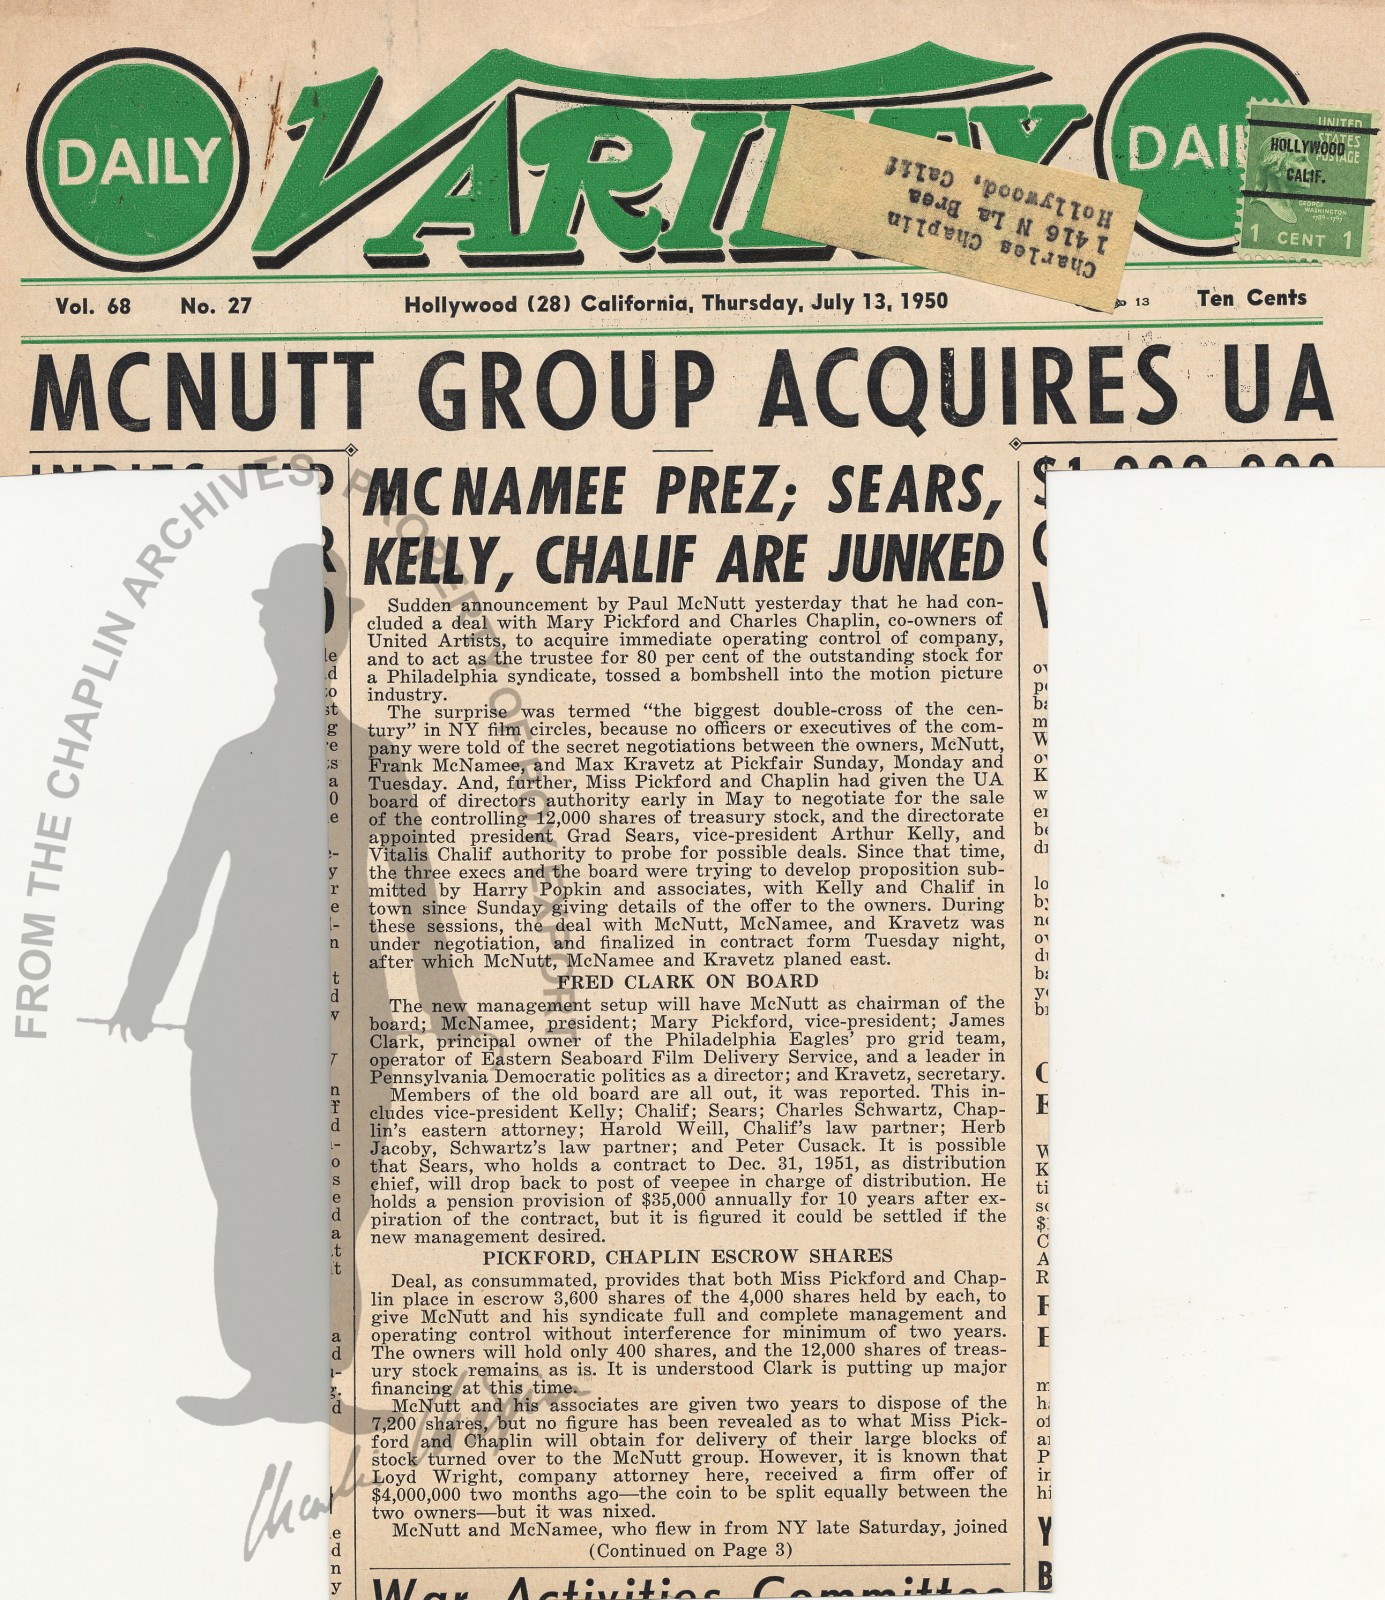 DAILY
VARIETY
DAI
UNITED
STATES
POSTAGE
HOLLYWOOD
CALIF.
GEORGE
WASHINGTON
1789-1797
1 CENT 1
Charles Chaplin
1416 N La Brea
Hollywood, Calif
Vol. 68 No. 27 Hollywood (28) California, Thursday, July 13, 1950 13 Ten Cents
MCNUTT GROUP ACQUIRES UA
MCNAMEE PREZ; SEARS,
KELLY, CHALIF ARE JUNKED
Sudden announcement by Paul McNutt yesterday that he had con-
cluded a deal with Mary Pickford and Charles Chaplin, co-owners of
United Artists, to acquire immediate operating control of company,
and to act as the trustee for 80 per cent of the outstanding stock for
a Philadelphia syndicate, tossed a bombshell into the motion picture
industry.
The surprise was termed “the biggest double-cross of the cen-
tury” in NY film circles, because no officers or executives of the com-
pany were told of the secret negotiations between the owners, McNutt,
Frank McNamee, and Max Kravetz at Pickfair Sunday, Monday and
Tuesday. And, further, Miss Pickford and Chaplin had given the UA
board of directors authority early in May to negotiate for the sale
of the controlling 12,000 shares of treasury stock, and the directorate
appointed president Grad Sears, vice-president Arthur Kelly, and
Vitalis Chalif authority to probe for possible deals. Since that time,
the three execs and the board were trying to develop proposition sub-
mitted by Harry Popkin and associates, with Kelly and Chalif in
town since Sunday giving details of the offer to the owners. During
these sessions, the deal with McNutt, McNamee, and Kravetz was
under negotiation, and finalized in contract form Tuesday night,
after which McNutt, McNamee and Kravetz planed east.
FRED CLARK ON BOARD
The new management setup will have McNutt as chairman of the
board; McNamee, president; Mary Pickford, vice-president; James
Clark, principal owner of the Philadelphia Eagles’ pro grid team,
operator of Eastern Seaboard Film Delivery Service, and a leader in
Pennsylvania Democratic politics as a director; and Kravetz, secretary.
Members of the old board are all out, it was reported. This in-
cludes vice-president Kelly; Chalif; Sears; Charles Schwartz, Chap-
lin’s eastern attorney; Harold Weill, Chalif’s law partner; Herb
Jacoby, Schwartz’s law partner; and Peter Cusack. It is possible
that Sears, who holds a contract to Dec. 31, 1951, as distribution
chief, will drop back to post of veepee in charge of distribution. He
holds a pension provision of $35,000 annually for 10 years after ex-
piration of the contract, but it is figured it could be settled if the
new management desired.
PICKFORD, CHAPLIN ESCROW SHARES
Deal, as consummated, provides that both Miss Pickford and Chap-
lin place in escrow 3,600 shares of the 4,000 shares held by each, to
give McNutt and his syndicate full and complete management and
operating control without interference for minimum of two years.
The owners will hold only 400 shares, and the 12,000 shares of treas-
ury stock remains as is. It is understood Clark is putting up major
financing at this time.
McNutt and his associates are given two years to dispose of the
7,200 shares, but no figure has been revealed as to what Miss Pick-
ford and Chaplin will obtain for delivery of their large blocks of
stock turned over to the McNutt group. However, it is known that
Loyd Wright, company attorney here, received a firm offer of
$4,000,000 two months ago—the coin to be split equally between the
two owners—but it was nixed.
McNutt and McNamee, who flew in from NY late Saturday, joined
(Continued on Page 3)
War Activities Committee
FROM THE CHAPLIN ARCHIVES, PROPERTY OF ROY EXPORT
Charlie Chaplin